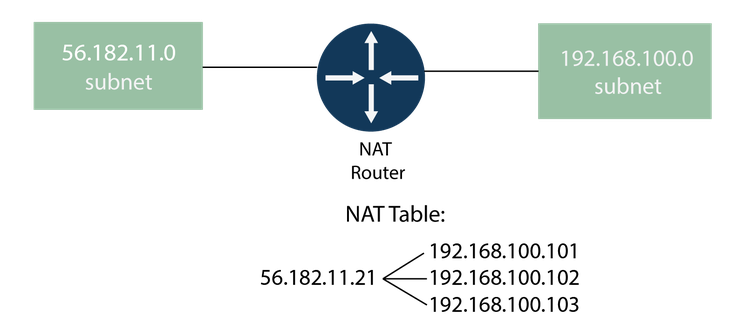 56.182.11.0
subnet
192.168.100.0
subnet
NAT
Router
NAT Table:
56.182.11.21
192.168.100.101
192.168.100.102
192.168.100.103